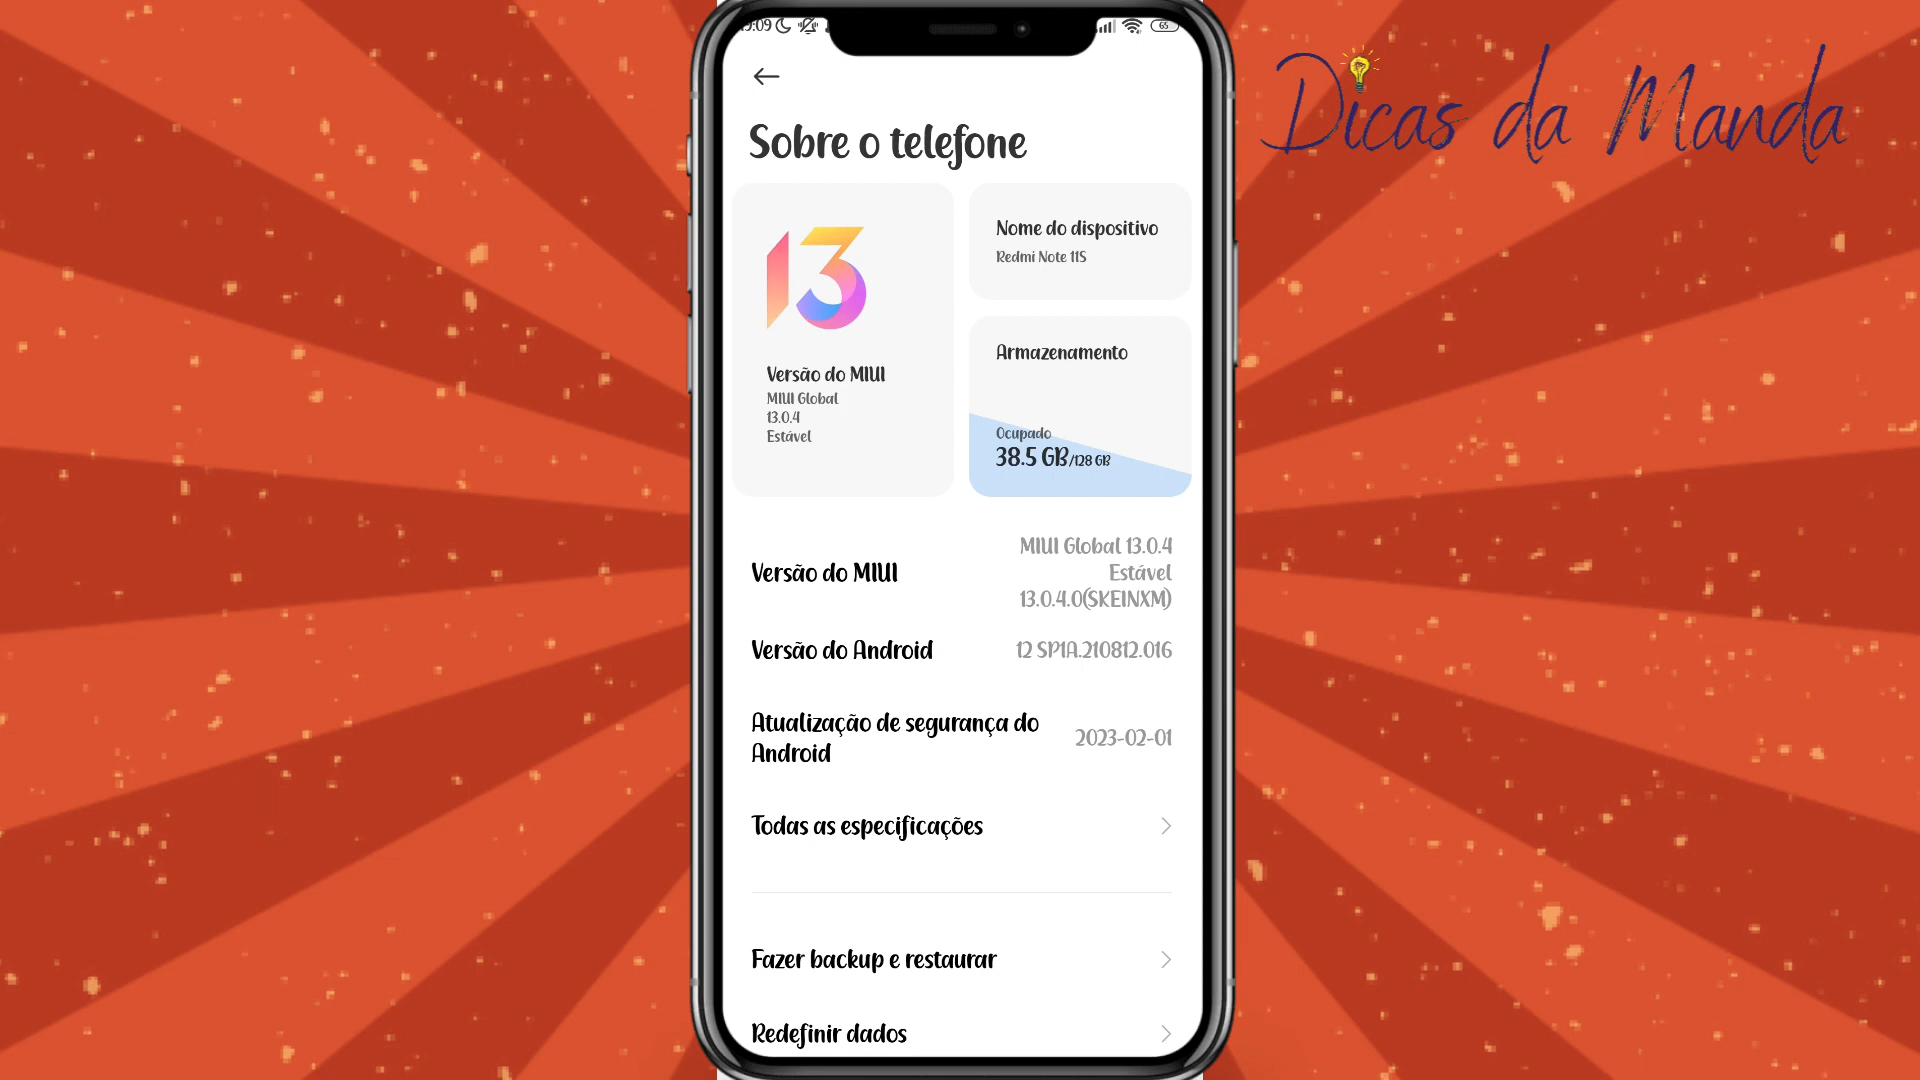 :09
65
Dicas da Manda
Sobre o telefone
13
Versão do MIUI
MIUI Global
13.0.4
Estável
Nome do dispositivo
Redmi Note 11S
Armazenamento
Ocupado
38.5 GB/128 GB
Versão do MIUI
MIUI Global 13.0.4
Estável
13.0.4.0(SKEINXM)
Versão do Android
12 SP1A.210812.016
Atualização de segurança do
Android
2023-02-01
Todas as especificações
Fazer backup e restaurar
Redefinir dados